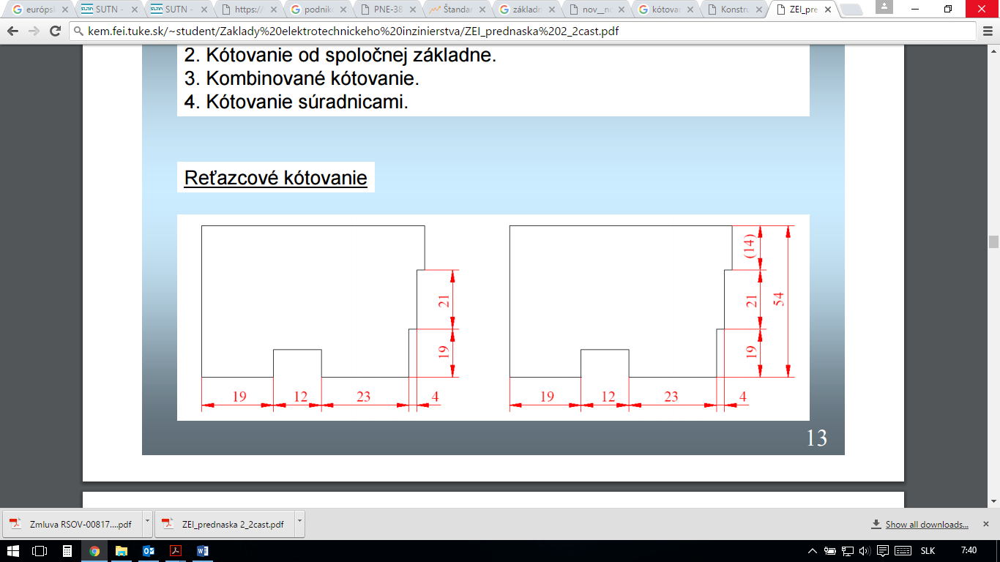 európs
SUTN -
SUTN -
https://
podnik
PNE-38
Štandar
základn
nov__no
kótova
Konstru
ZEI_pre
kem.fei.tuke.sk/~student/Zaklady%20elektrotechnickeho%20inzinierstva/ZEI_prednaska%202_2cast.pdf
2. Kótovanie od spoločnej základne.
3. Kombinované kótovanie.
4. Kótovanie súradnicami.
Reťazcové kótovanie
21
19
19 12 23 4
(14)
21
54
19
19 12 23 4
13
Zmluva RSOV-00817....pdf
ZEI_prednaska 2_2cast.pdf
Show all downloads...
SLK
7:40